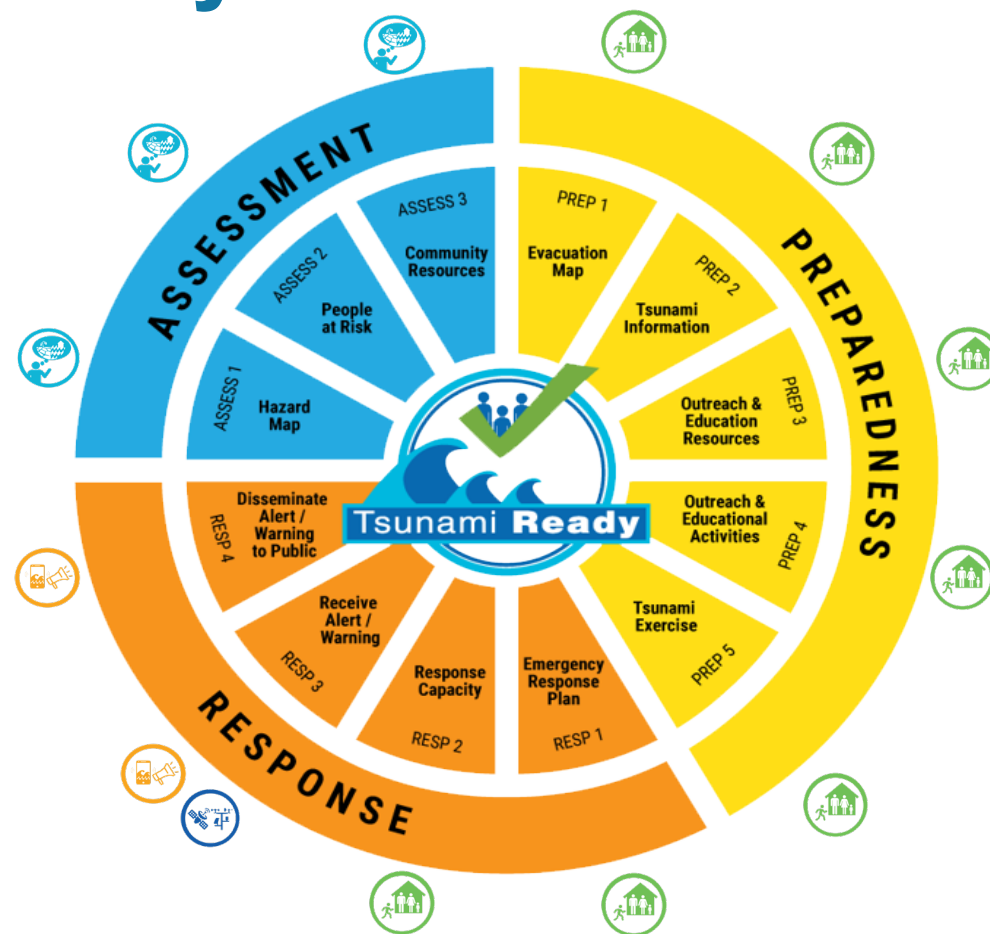 ASSESSMENT
ASSESS 1
Hazard
Map
ASSESS 2
People
at Risk
ASSESS 3
Community
Resources
PREPAREDNESS
PREP 1
Evacuation
Map
PREP 2
Tsunami
Information
PREP 3
Outreach &
Education
Resources
PREP 4
Outreach &
Educational
Activities
PREP 5
Tsunami
Exercise
RESPONSE
RESP 1
Emergency
Response
Plan
RESP 2
Response
Capacity
RESP 3
Receive
Alert /
Warning
RESP 4
Disseminate
Alert /
Warning
to Public
Tsunami Ready